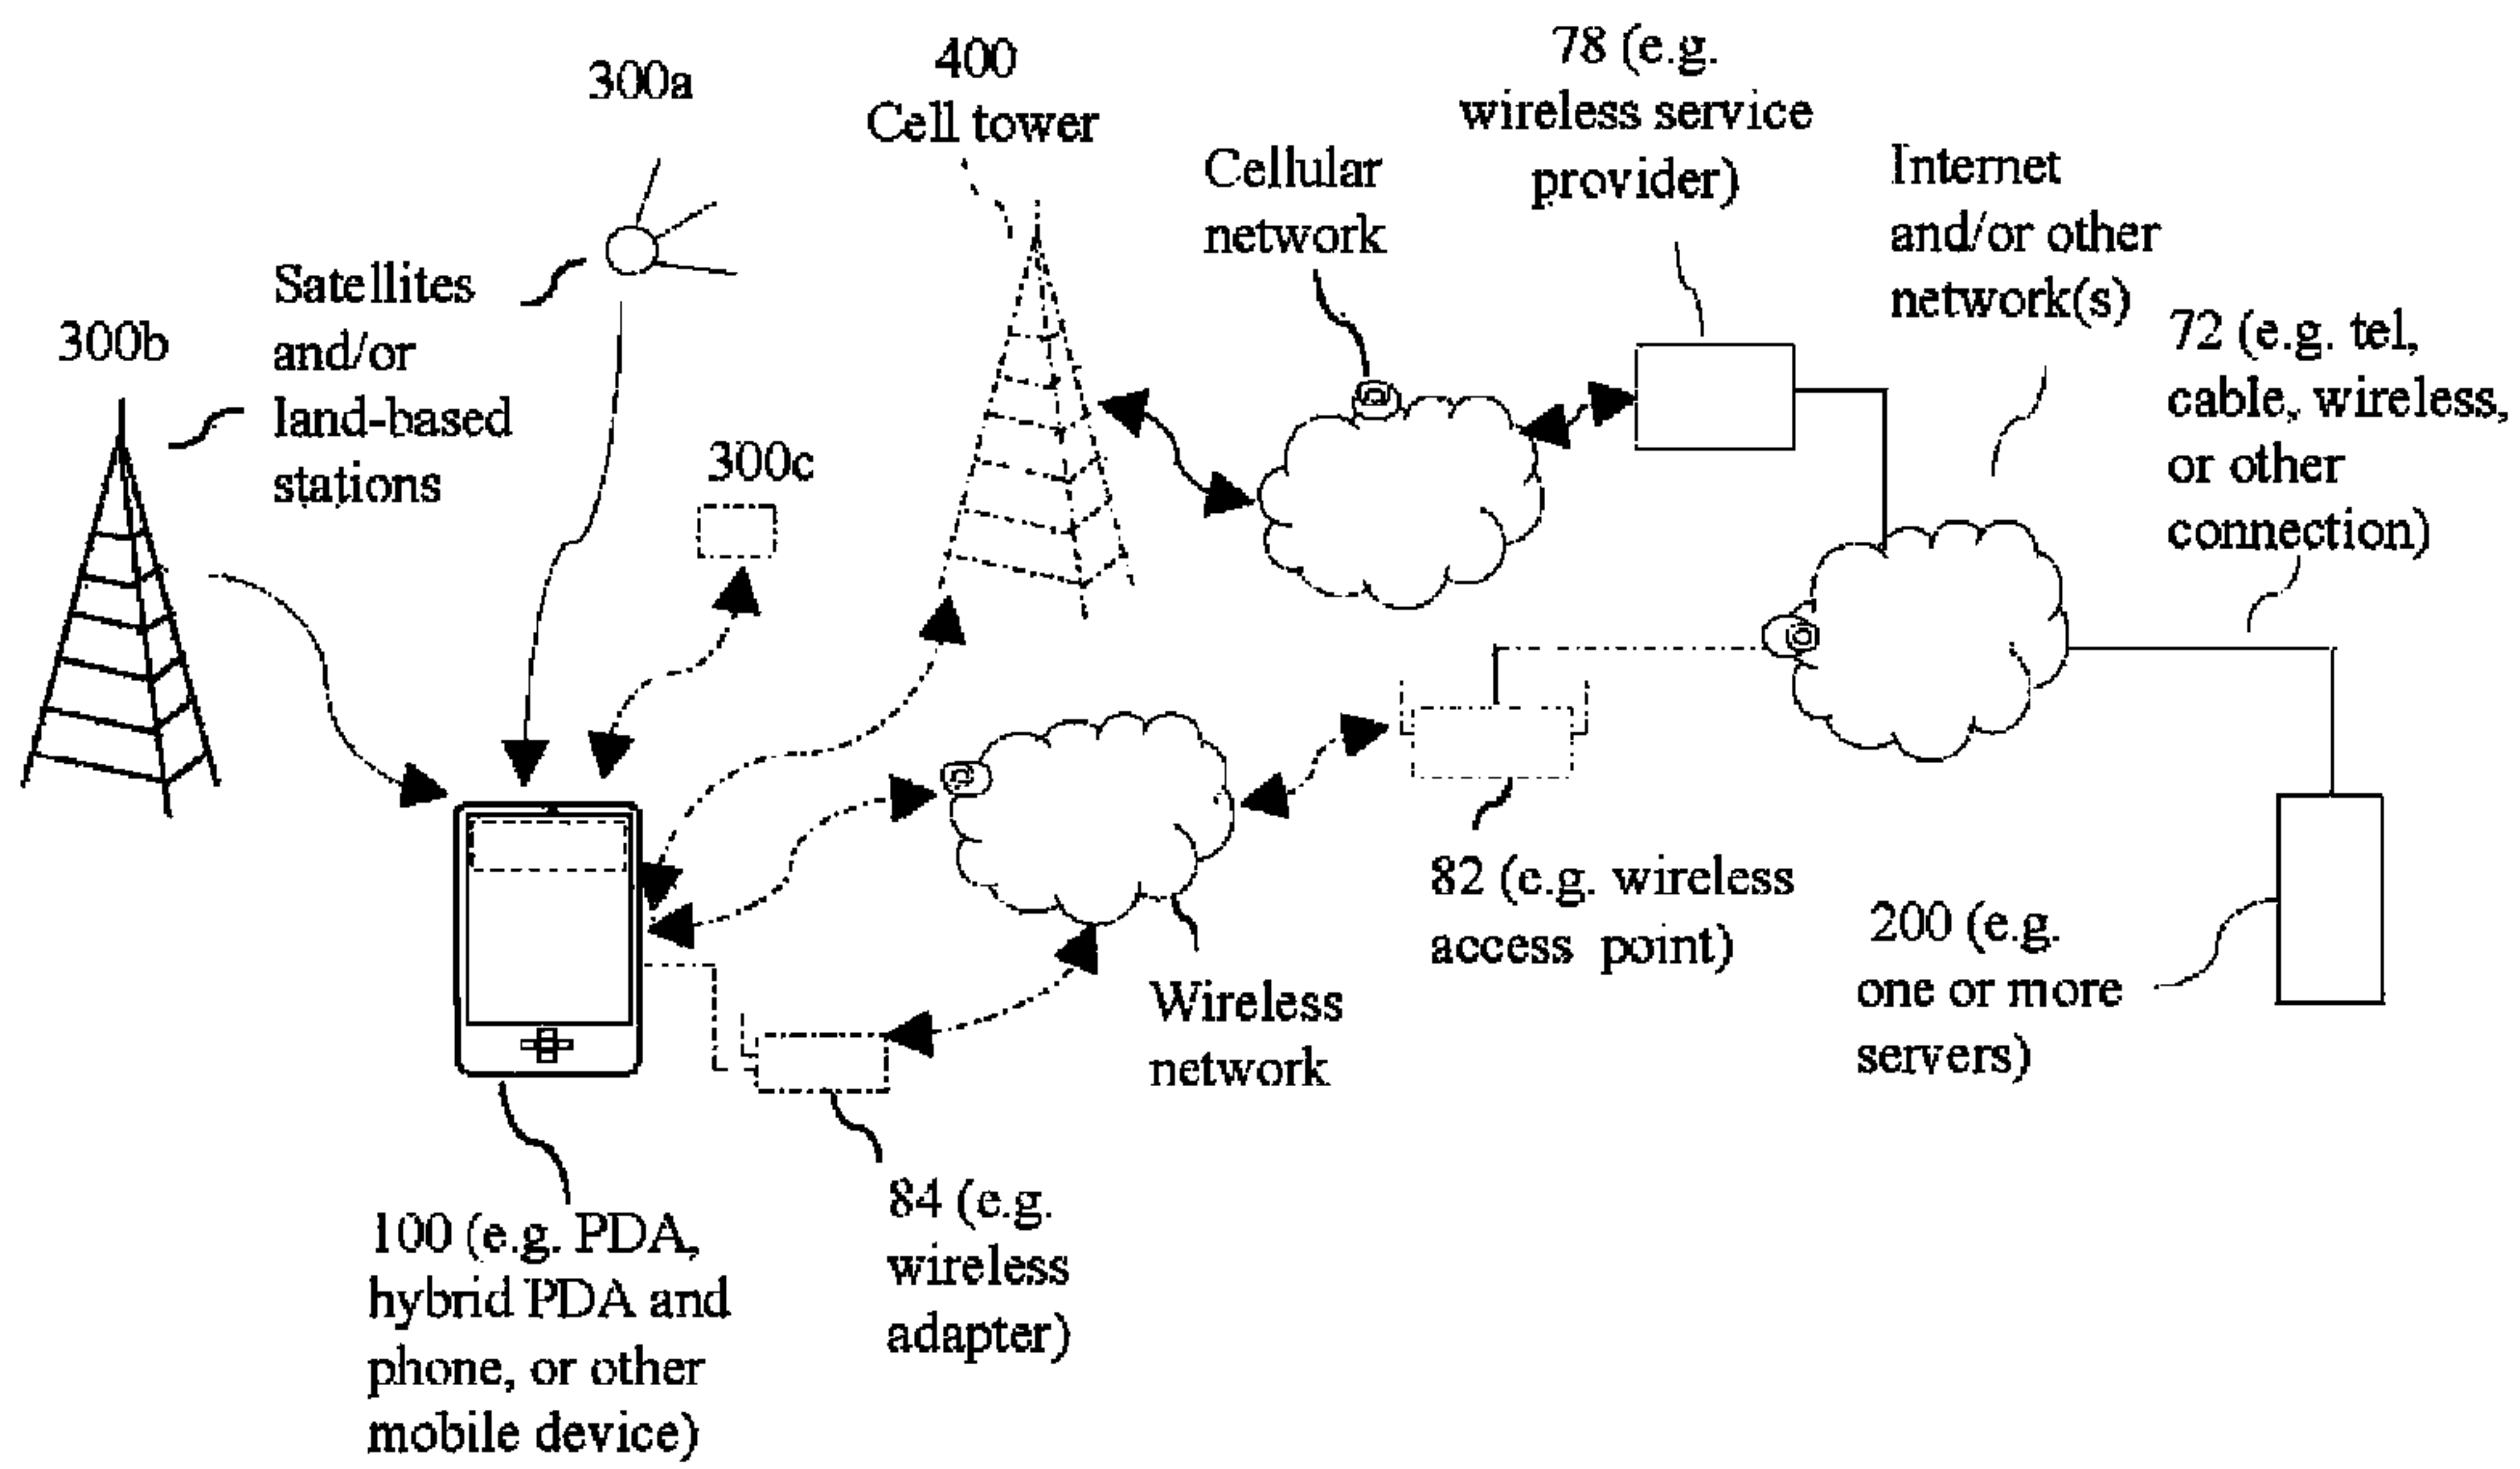 300a
400
Cell tower
78 (e.g.
wireless service
provider)
Cellular
network
Internet
and/or other
network(s)
Satellites
and/or
land-based
stations
300b
72 (e.g. tel,
cable, wireless,
or other
connection)
300c
82 (e.g. wireless
access point)
200 (e.g.
one or more
servers)
Wireless
network
84 (e.g.
wireless
adapter)
100 (e.g. PDA,
hybrid PDA and
phone, or other
mobile device)